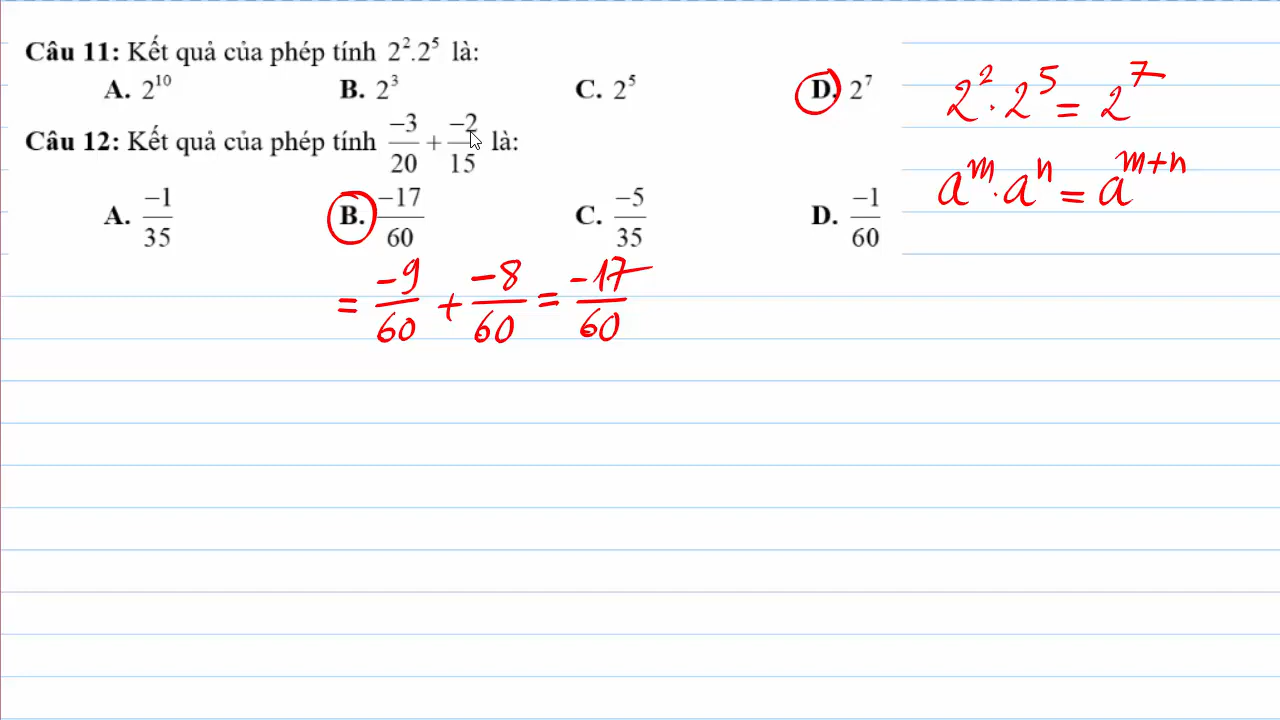 Câu 11: Kết quả của phép tính 2².2⁵ là:
A. 2¹⁰ B. 2³ C. 2⁵ D. 2⁷
2² . 2⁵ = 2⁷
Câu 12: Kết quả của phép tính −3/20 + −2/15 là:
aᵐ . aⁿ = aᵐ⁺ⁿ
A. −1/35 B. −17/60 C. −5/35 D. −1/60
= −9/60 + −8/60 = −17/60